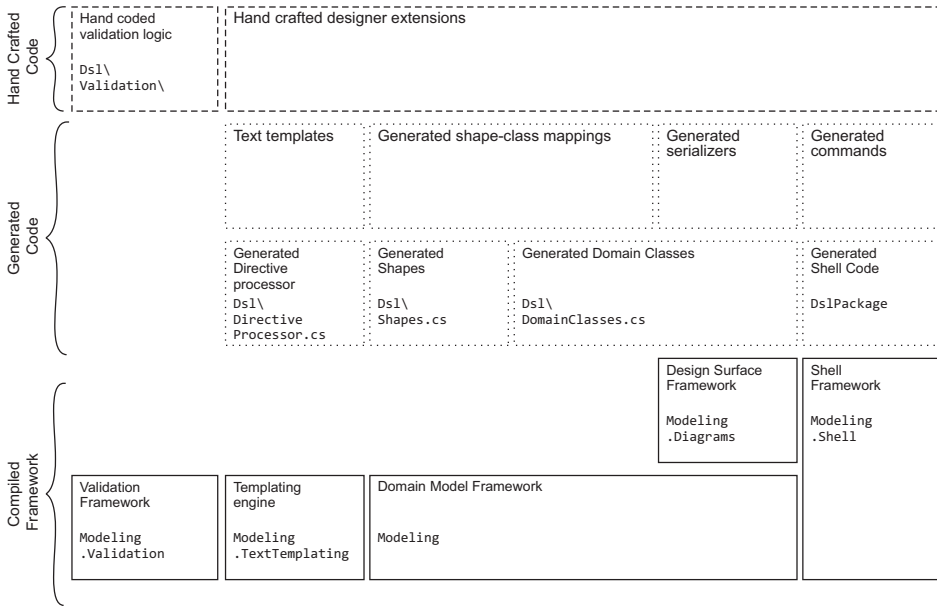 Hand Crafted
Code
Hand coded
validation logic
Dsl\
Validation\
Hand crafted designer extensions
Generated
Code
Text templates
Generated shape-class mappings
Generated
serializers
Generated
commands
Generated
Directive
processor
Dsl\
Directive
Processor.cs
Generated
Shapes
Dsl\
Shapes.cs
Generated Domain Classes
Dsl\
DomainClasses.cs
Generated
Shell Code
DslPackage
Compiled
Framework
Design Surface
Framework
Modeling
.Diagrams
Shell
Framework
Modeling
.Shell
Validation
Framework
Modeling
.Validation
Templating
engine
Modeling
.TextTemplating
Domain Model Framework
Modeling